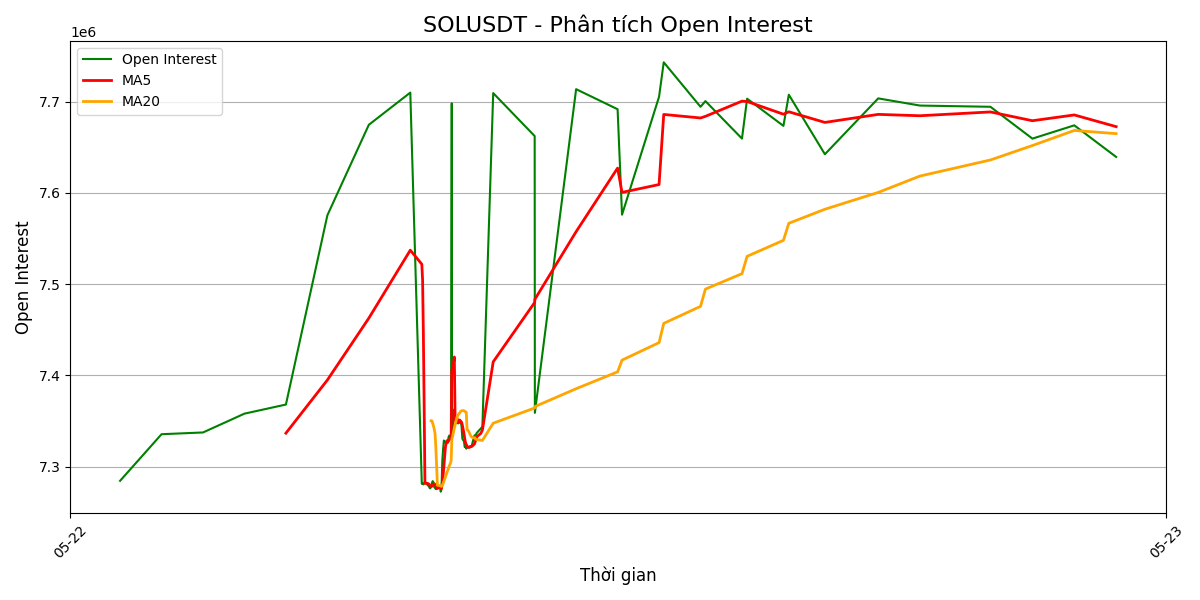 SOLUSDT - Phân tích Open Interest
1e6
Open Interest
MA5
MA20
7.7
7.6
7.5
7.4
7.3
Open Interest
05-22
05-23
Thời gian